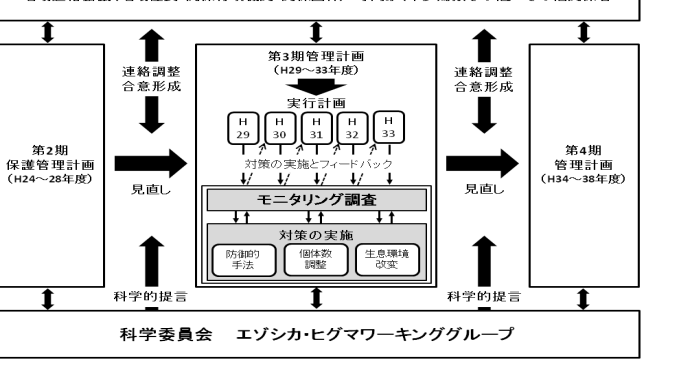 第3期管理計画
(H29～33年度)
連絡調整
合意形成
連絡調整
合意形成
実行計画
H
29
H
30
H
31
H
32
H
33
対策の実施とフィードバック
第2期
保護管理計画
(H24～28年度)
見直し
第4期
管理計画
(H34～38年度)
見直し
モニタリング調査
対策の実施
防御的
手法
個体数
調整
生息環境
改変
科学的提言
科学的提言
科学委員会 エゾシカ・ヒグマワーキンググループ